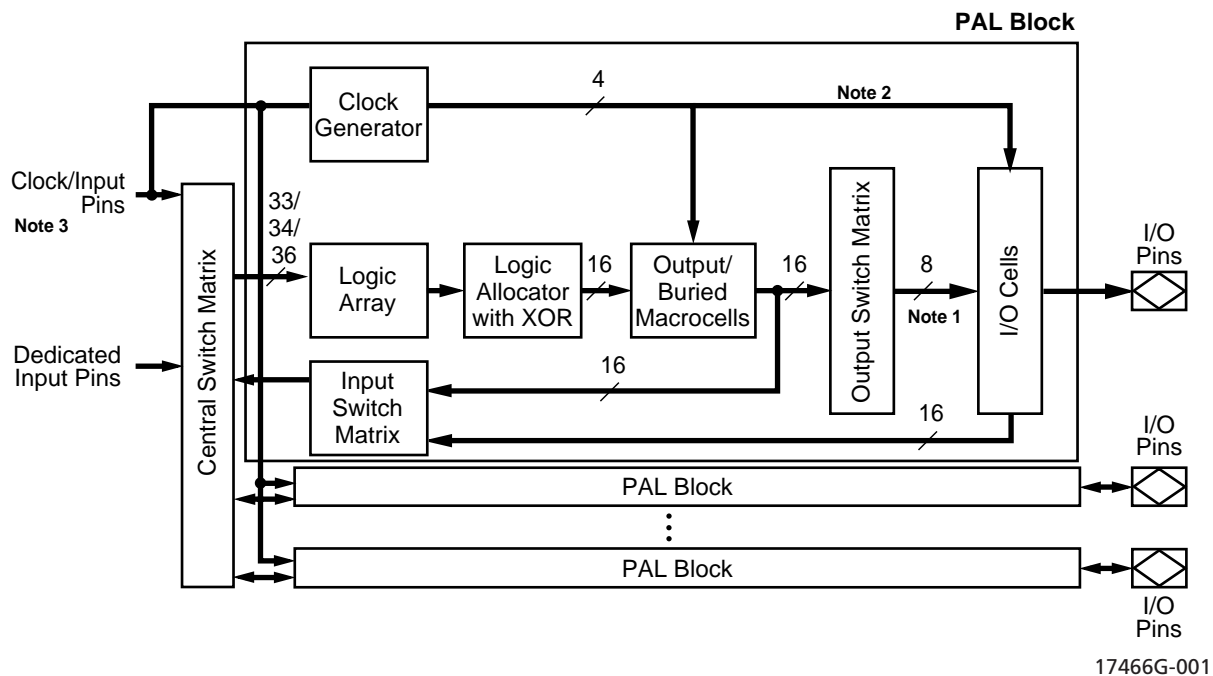 PAL Block
Clock
Generator
4
Note 2
Clock/Input
Pins
Note 3
33/
34/
36
Central Switch Matrix
Logic
Array
Logic
Allocator
with XOR
16
Output/
Buried
Macrocells
16
Output Switch Matrix
8
Note 1
I/O Cells
I/O
Pins
Dedicated
Input Pins
Input
Switch
Matrix
16
16
I/O
Pins
PAL Block
PAL Block
I/O
Pins
17466G-001